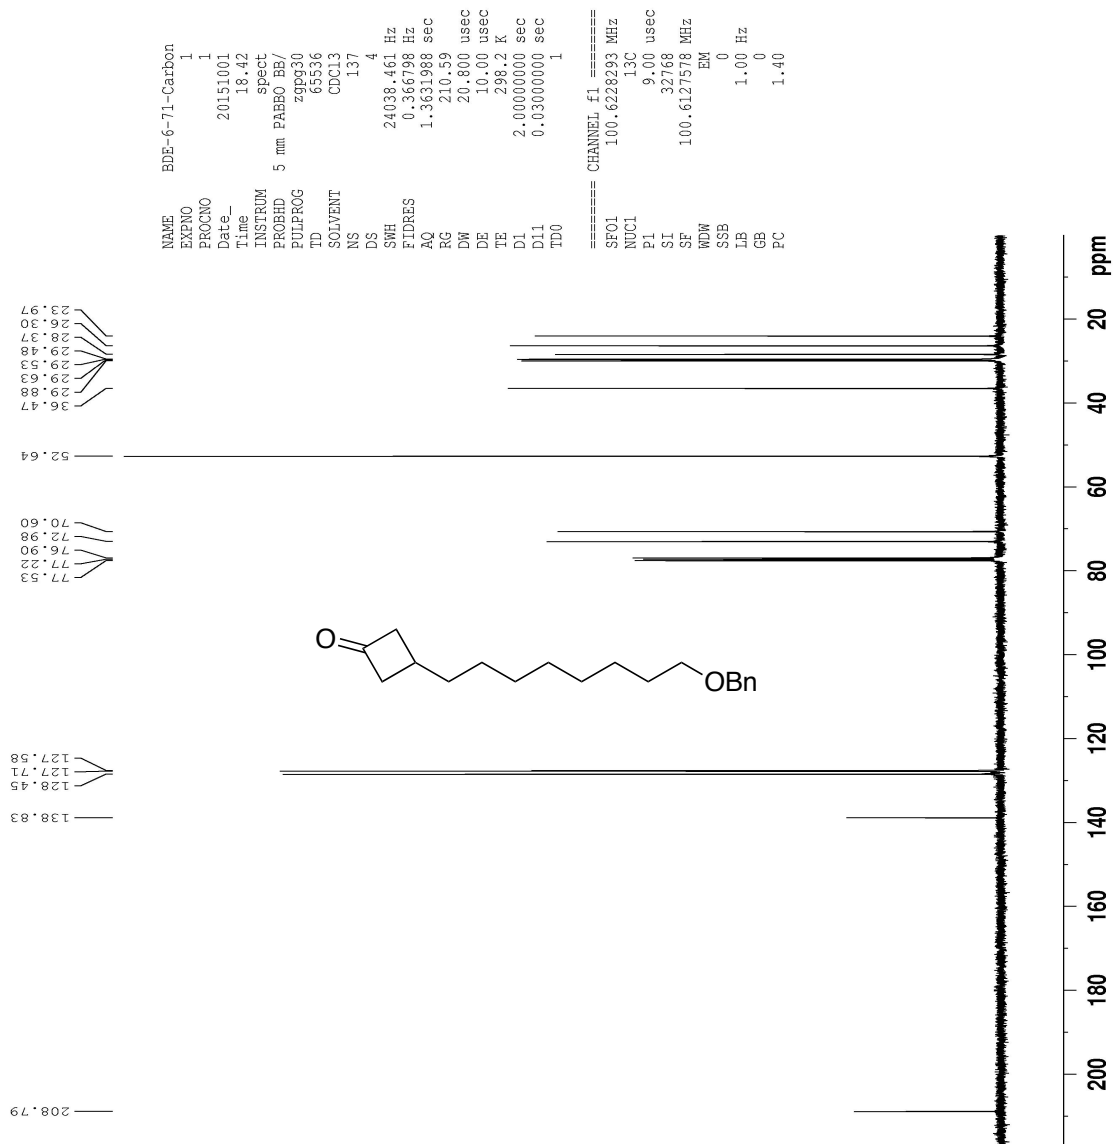 NAME BDE-6-71-Carbon
EXPNO 1
PROCNO 1
Date_ 20151001
Time 18.42
INSTRUM spect
PROBHD 5 mm PABBO BB/
PULPROG zgpg30
TD 65536
SOLVENT CDCl3
NS 137
DS 4
SWH 24038.461 Hz
FIDRES 0.366798 Hz
AQ 1.3631988 sec
RG 210.59
DW 20.800 usec
DE 10.00 usec
TE 298.2 K
D1 2.00000000 sec
D11 0.03000000 sec
TD0 1
======== CHANNEL f1 ========
SFO1 100.6228293 MHz
NUC1 13C
P1 9.00 usec
SI 32768
SF 100.6127578 MHz
WDW EM
SSB 0
LB 1.00 Hz
GB 0
PC 1.40
23.97
26.30
28.37
29.48
29.53
29.63
29.88
36.47
52.64
70.60
72.98
76.90
77.22
77.53
127.58
127.71
128.45
138.83
208.79
O
OBn
ppm
20
40
60
80
100
120
140
160
180
200